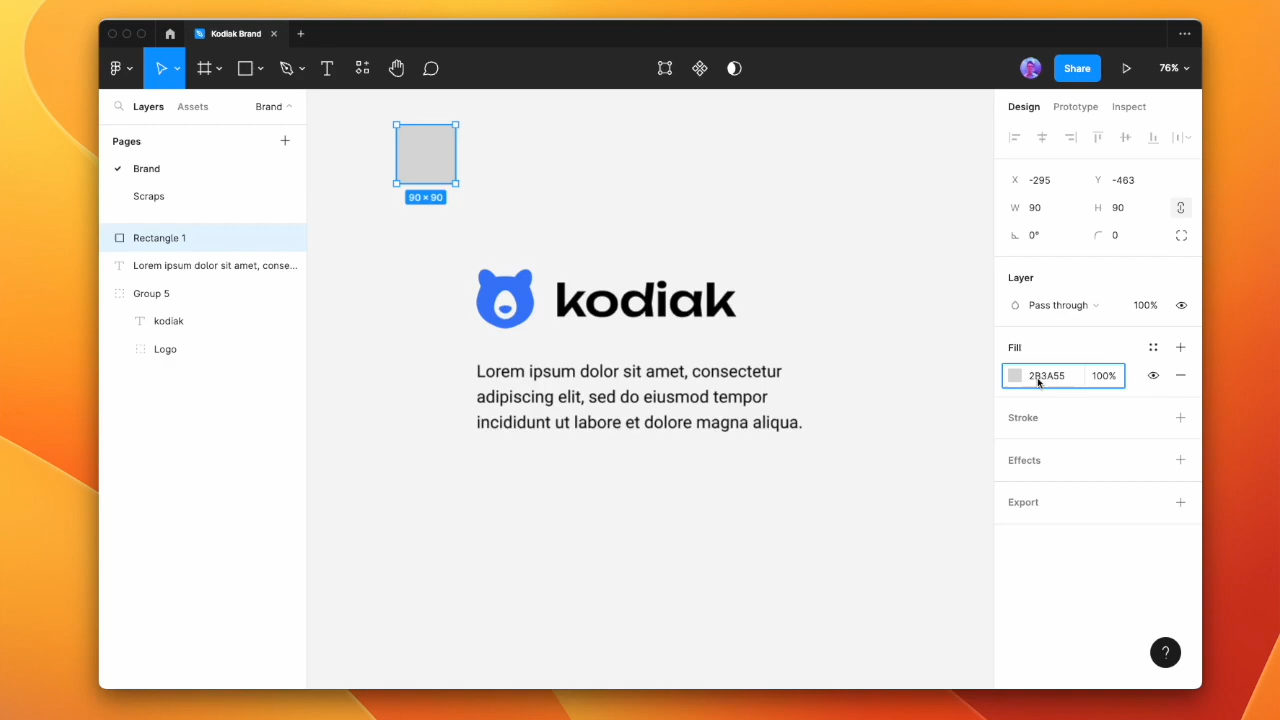 Kodiak Brand
Share
76%
Layers
Assets
Brand
Pages
Brand
Scraps
Rectangle 1
Lorem ipsum dolor sit amet, conse...
Group 5
kodiak
Logo
90 × 90
kodiak
Lorem ipsum dolor sit amet, consectetur
adipiscing elit, sed do eiusmod tempor
incididunt ut labore et dolore magna aliqua.
Design
Prototype
Inspect
X -295 Y -463
W 90 H 90
0° 0
Layer
Pass through 100%
Fill
2B3A55 100%
Stroke
Effects
Export
?